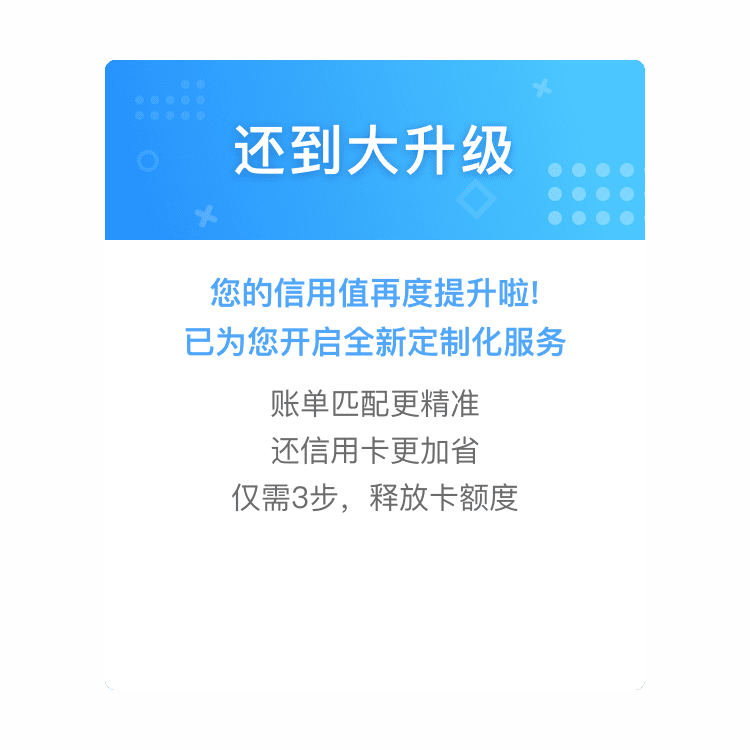 还到大升级
您的信用值再度提升啦!
已为您开启全新定制化服务
账单匹配更精准
还信用卡更加省
仅需3步，释放卡额度